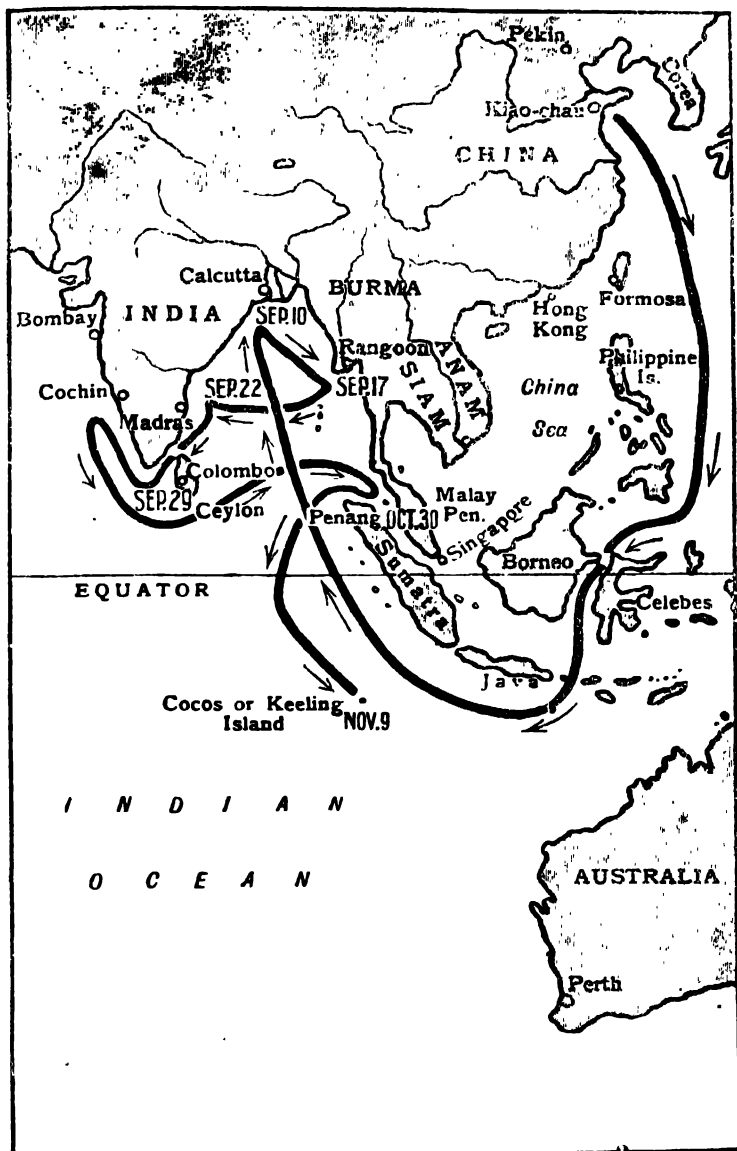 Pekin
Corea
Kiao-chau
CHINA
Calcutta
BURMA
INDIA
SEP.10
Bombay
Hong
Kong
Formosa
Rangoon
ANAM
SIAM
Philippine
Is.
SEP.22
SEP.17
China
Sea
Cochin
Madras
Colombo
SEP.29
Ceylon
Malay
Pen.
Penang OCT.30
Singapore
Sumatra
Borneo
EQUATOR
Celebes
Java
Cocos or Keeling
Island
NOV.9
INDIAN
OCEAN
AUSTRALIA
Perth